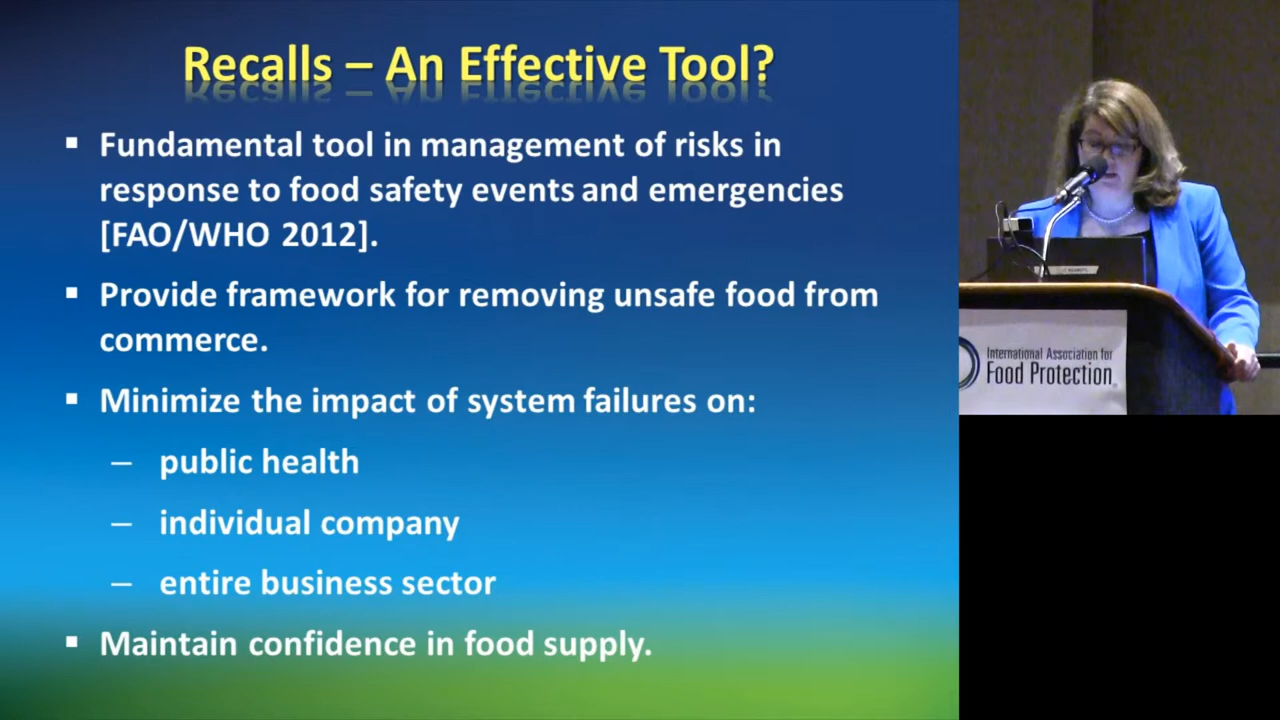 Recalls – An Effective Tool?
▪ Fundamental tool in management of risks in
response to food safety events and emergencies
[FAO/WHO 2012].
▪ Provide framework for removing unsafe food from
commerce.
▪ Minimize the impact of system failures on:
– public health
– individual company
– entire business sector
▪ Maintain confidence in food supply.
International Association for
Food Protection